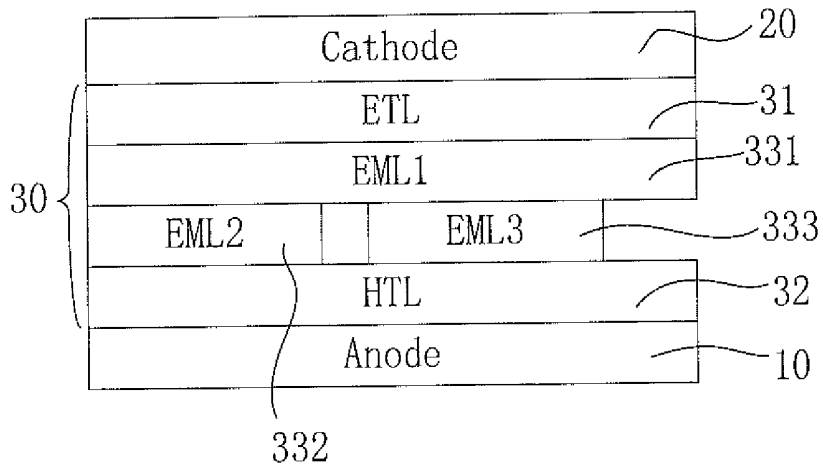 Cathode
20
ETL
31
EML1
331
30
EML2
EML3
333
HTL
32
Anode
10
332